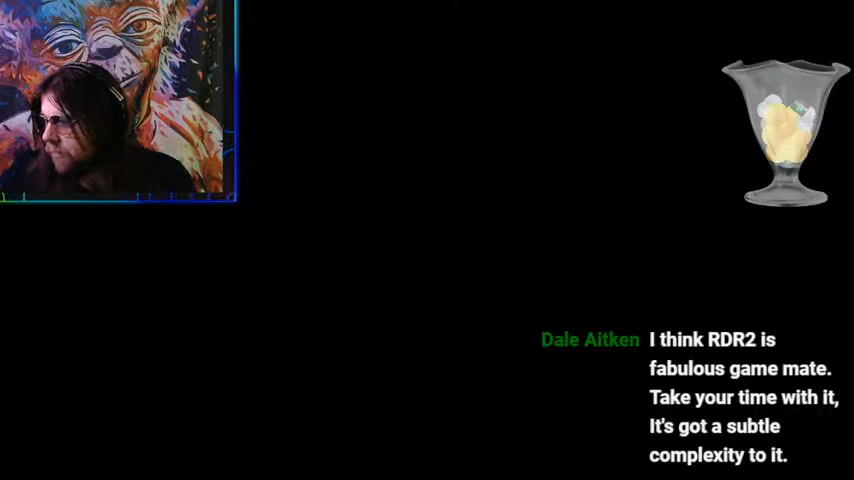 Dale Aitken I think RDR2 is
fabulous game mate.
Take your time with it,
It's got a subtle
complexity to it.